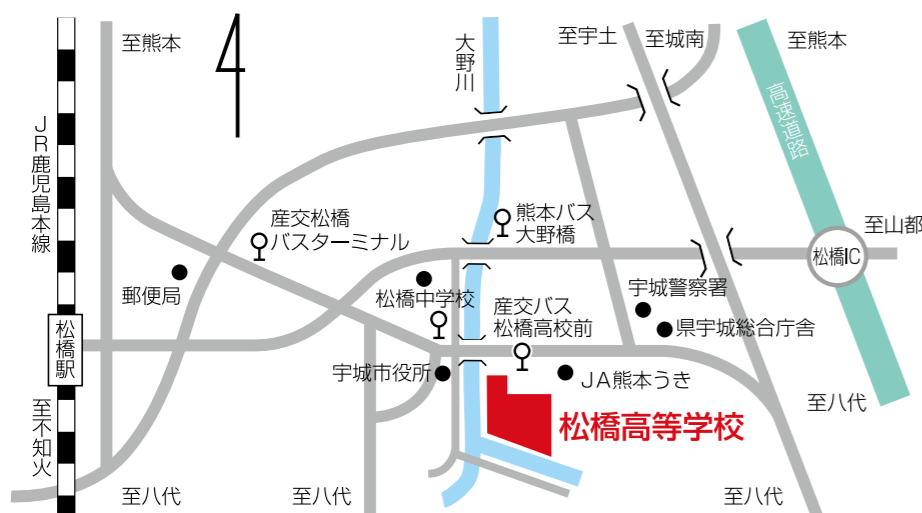 至熊本
大野川
至宇土
至城南
至熊本
高速道路
JR鹿児島本線
産交松橋
バスターミナル
熊本バス
大野橋
至山都
松橋IC
郵便局
松橋中学校
産交バス
松橋高校前
宇城警察署
県宇城総合庁舎
松橋駅
宇城市役所
JA熊本うき
至八代
松橋高等学校
至不知火
至八代
至八代
至八代